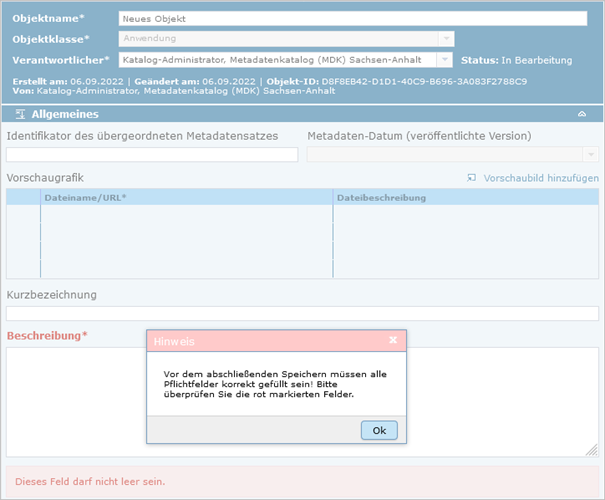 Objektname* Neues Objekt
Objektklasse* Anwendung
Verantwortlicher* Katalog-Administrator, Metadatenkatalog (MDK) Sachsen-Anhalt Status: In Bearbeitung
Erstellt am: 06.09.2022 | Geändert am: 06.09.2022 | Objekt-ID: D8F8EB42-D1D1-40C9-B696-3A083F2788C9
Von: Katalog-Administrator, Metadatenkatalog (MDK) Sachsen-Anhalt
Allgemeines
Identifikator des übergeordneten Metadatensatzes Metadaten-Datum (veröffentlichte Version)
Vorschaugrafik Vorschaubild hinzufügen
Dateiname/URL* Dateibeschreibung
Kurzbezeichnung
Beschreibung*
Hinweis
Vor dem abschließenden Speichern müssen alle
Pflichtfelder korrekt gefüllt sein! Bitte
überprüfen Sie die rot markierten Felder.
Ok
Dieses Feld darf nicht leer sein.